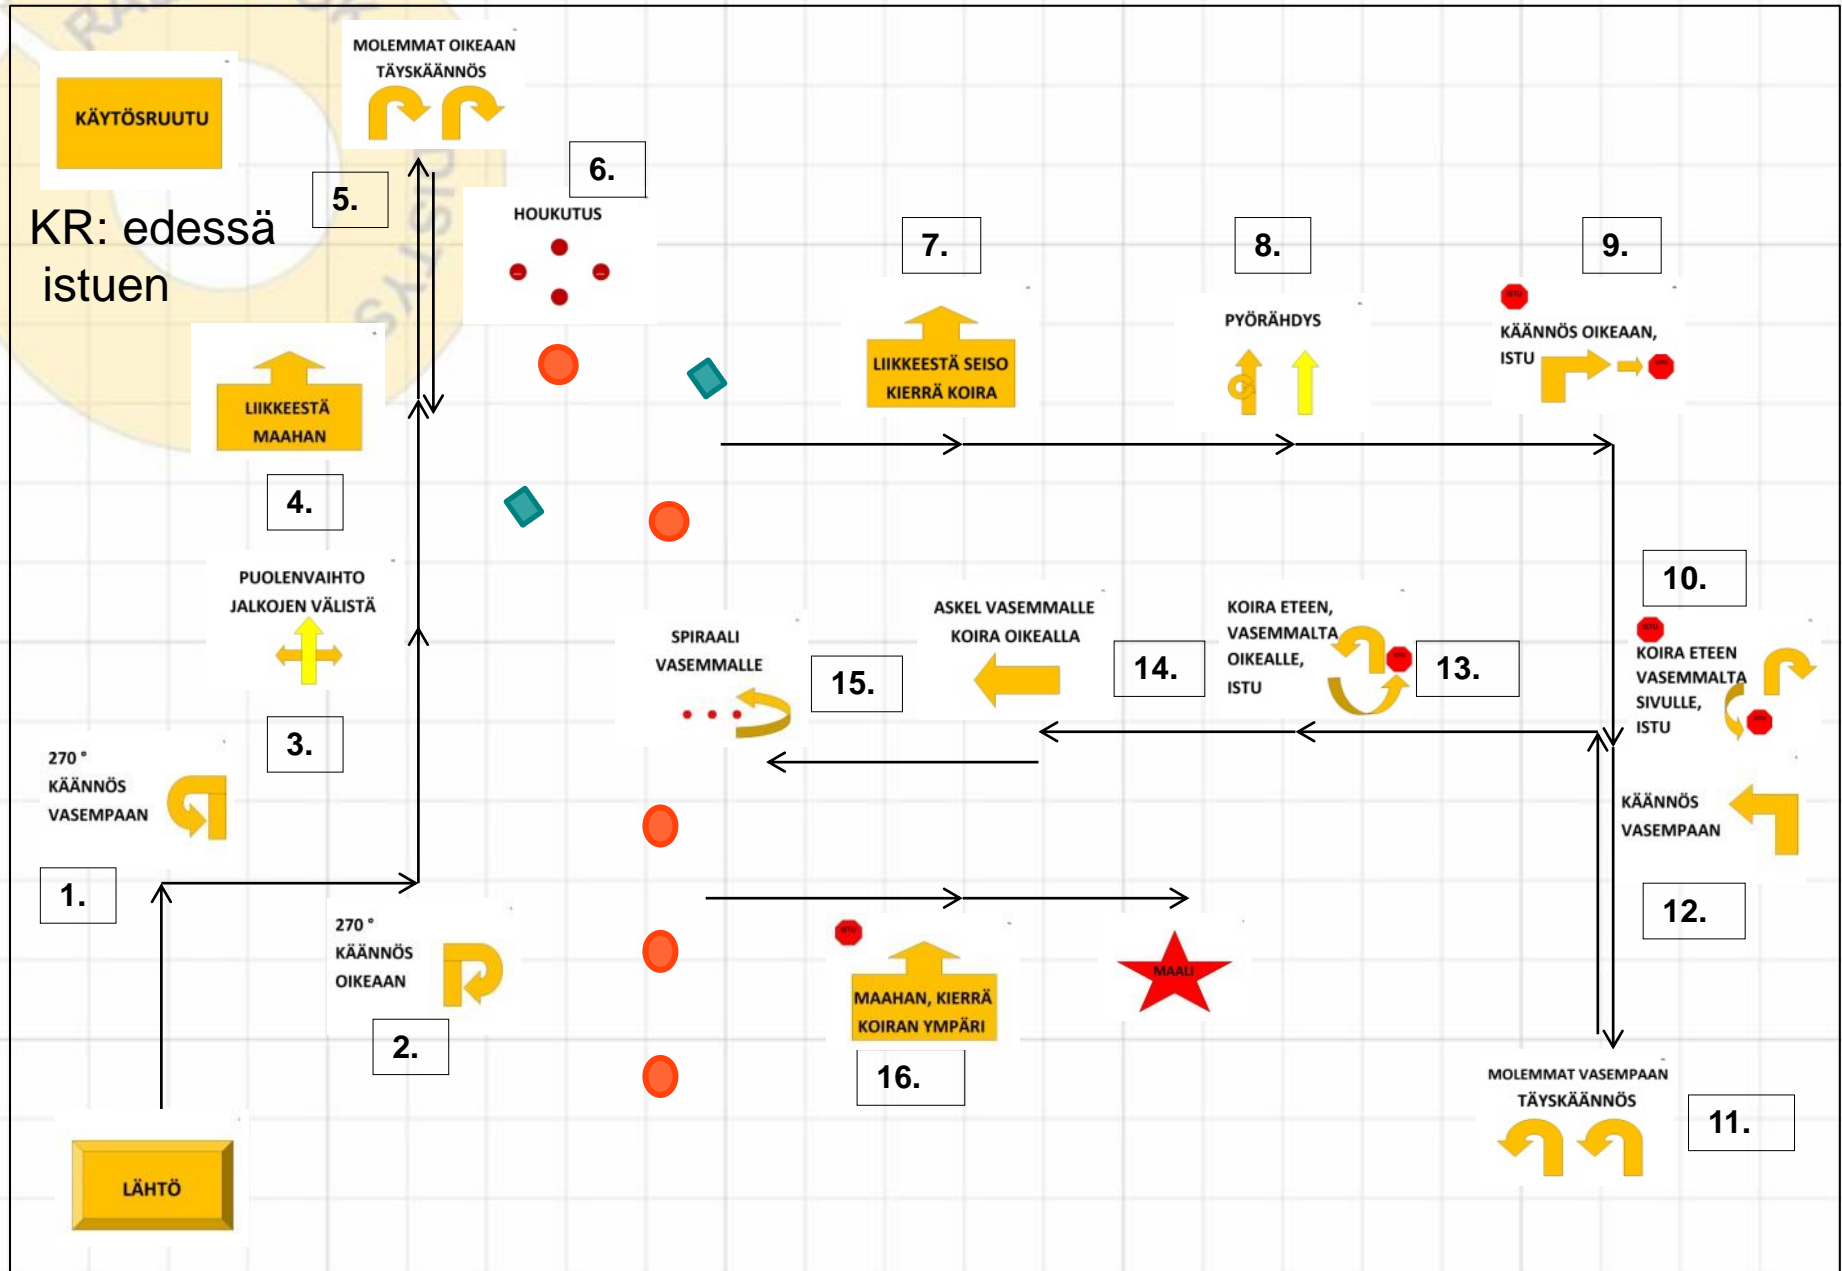 KÄYTÖSRUUTU
KR: edessä
istuen
MOLEMMAT OIKEAAN
TÄYSKÄÄNNÖS
5.
6.
HOUKUTUS
7.
LIIKKEESTÄ SEISO
KIERRÄ KOIRA
8.
PYÖRÄHDYS
9.
ISTU
KÄÄNNÖS OIKEAAN,
ISTU
LIIKKEESTÄ
MAAHAN
4.
PUOLENVAIHTO
JALKOJEN VÄLISTÄ
3.
270 °
KÄÄNNÖS
VASEMPAAN
1.
270 °
KÄÄNNÖS
OIKEAAN
2.
LÄHTÖ
10.
ISTU
KOIRA ETEEN
VASEMMALTA
SIVULLE,
ISTU
KÄÄNNÖS
VASEMPAAN
12.
MOLEMMAT VASEMPAAN
TÄYSKÄÄNNÖS
11.
KOIRA ETEEN,
VASEMMALTA
OIKEALLE,
ISTU
13.
ASKEL VASEMMALLE
KOIRA OIKEALLA
14.
SPIRAALI
VASEMMALLE
15.
ISTU
MAAHAN, KIERRÄ
KOIRAN YMPÄRI
16.
MAALI